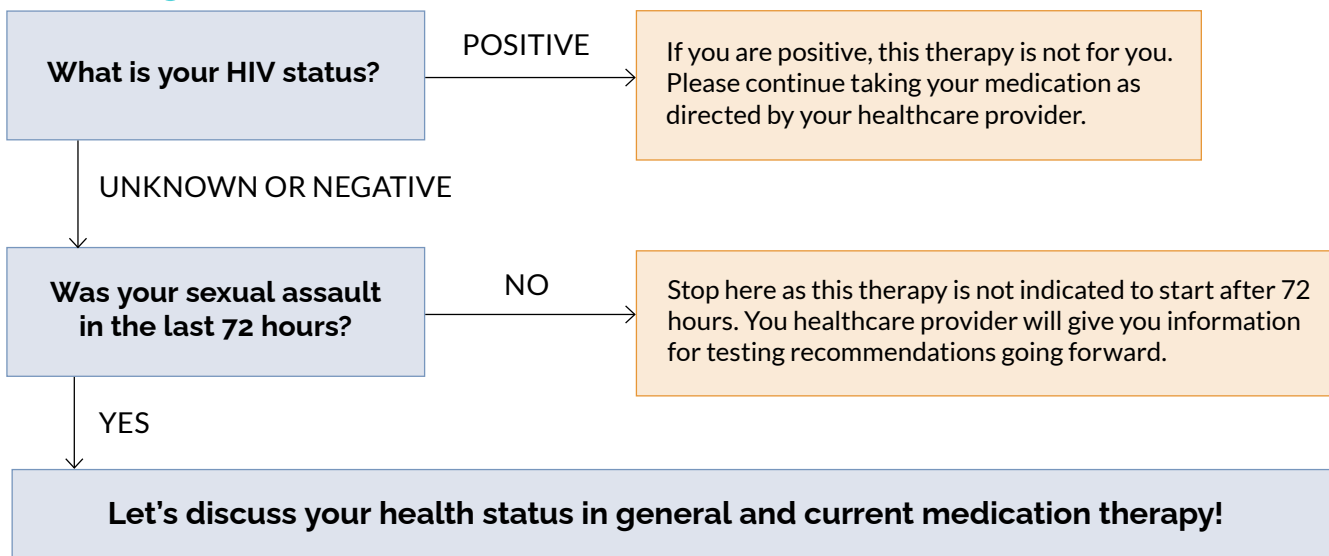 What is your HIV status?
POSITIVE
If you are positive, this therapy is not for you.
Please continue taking your medication as
directed by your healthcare provider.
UNKNOWN OR NEGATIVE
Was your sexual assault
in the last 72 hours?
NO
Stop here as this therapy is not indicated to start after 72
hours. You healthcare provider will give you information
for testing recommendations going forward.
YES
Let’s discuss your health status in general and current medication therapy!